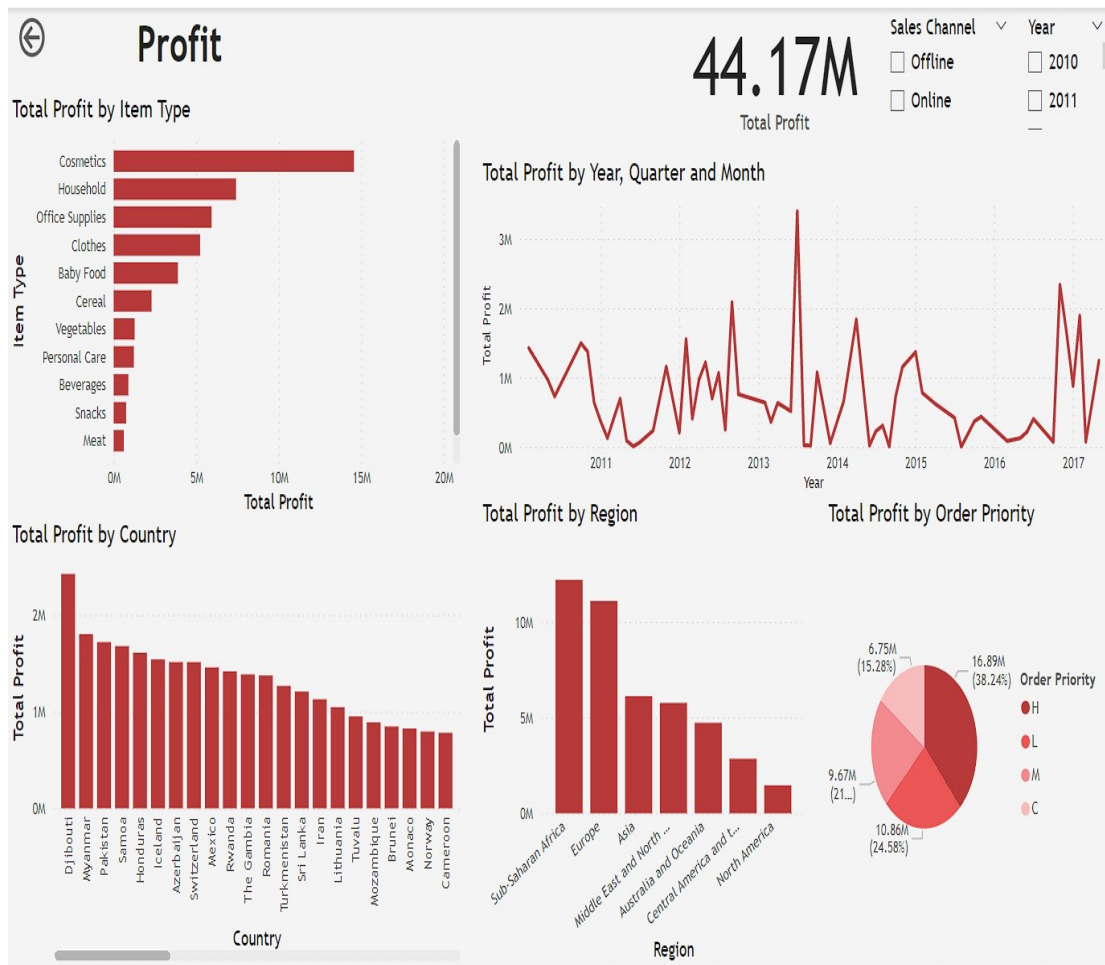 Profit
44.17M
Total Profit
Sales Channel
Offline
Online
Year
2010
2011
Total Profit by Item Type
Item Type
Cosmetics
Household
Office Supplies
Clothes
Baby Food
Cereal
Vegetables
Personal Care
Beverages
Snacks
Meat
0M 5M 10M 15M 20M
Total Profit
Total Profit by Year, Quarter and Month
Total Profit
3M
2M
1M
0M
2011 2012 2013 2014 2015 2016 2017
Year
Total Profit by Country
Total Profit
2M
1M
0M
Djibouti
Myanmar
Pakistan
Samoa
Honduras
Iceland
Azerbaijan
Switzerland
Mexico
Rwanda
The Gambia
Romania
Turkmenistan
Sri Lanka
Iran
Lithuania
Tuvalu
Mozambique
Brunei
Monaco
Norway
Cameroon
Country
Total Profit by Region
Total Profit
10M
5M
0M
Sub-Saharan Africa
Europe
Asia
Middle East and North ...
Australia and Oceania
Central America and t...
North America
Region
Total Profit by Order Priority
6.75M
(15.28%)
16.89M
(38.24%)
9.67M
(21...)
10.86M
(24.58%)
Order Priority
H
L
M
C